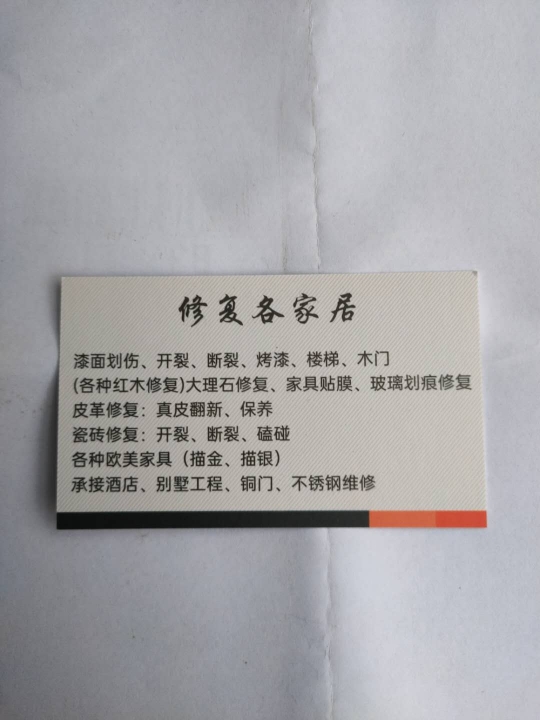 修复各家居
漆面划伤、开裂、断裂、烤漆、楼梯、木门
(各种红木修复)大理石修复、家具贴膜、玻璃划痕修复
皮革修复：真皮翻新、保养
瓷砖修复：开裂、断裂、磕碰
各种欧美家具（描金、描银）
承接酒店、别墅工程、铜门、不锈钢维修